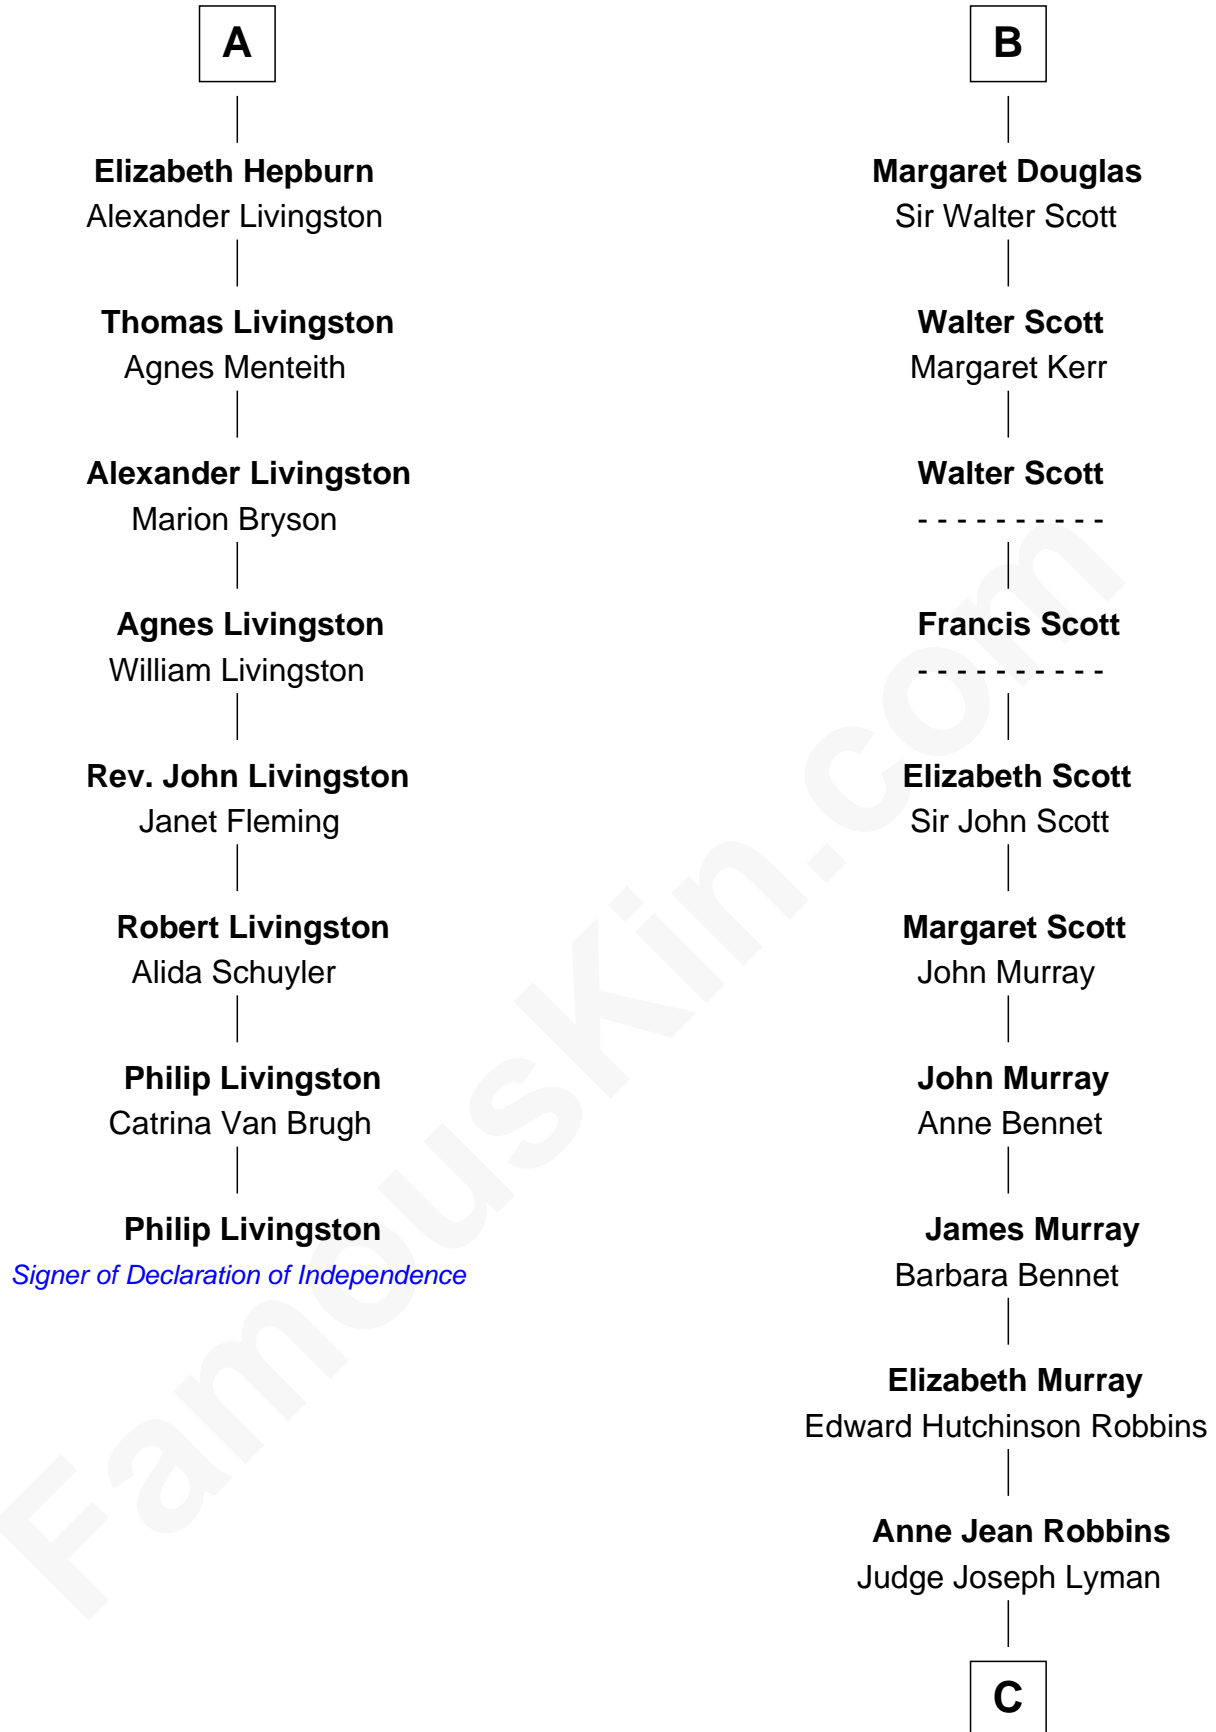 A
Elizabeth Hepburn
Alexander Livingston
Thomas Livingston
Agnes Menteith
Alexander Livingston
Marion Bryson
Agnes Livingston
William Livingston
Rev. John Livingston
Janet Fleming
Robert Livingston
Alida Schuyler
Philip Livingston
Catrina Van Brugh
Philip Livingston
Signer of Declaration of Independence
B
Margaret Douglas
Sir Walter Scott
Walter Scott
Margaret Kerr
Walter Scott
- - - - - - - - - -
Francis Scott
- - - - - - - - - -
Elizabeth Scott
Sir John Scott
Margaret Scott
John Murray
John Murray
Anne Bennet
James Murray
Barbara Bennet
Elizabeth Murray
Edward Hutchinson Robbins
Anne Jean Robbins
Judge Joseph Lyman
C
FamousKin.com